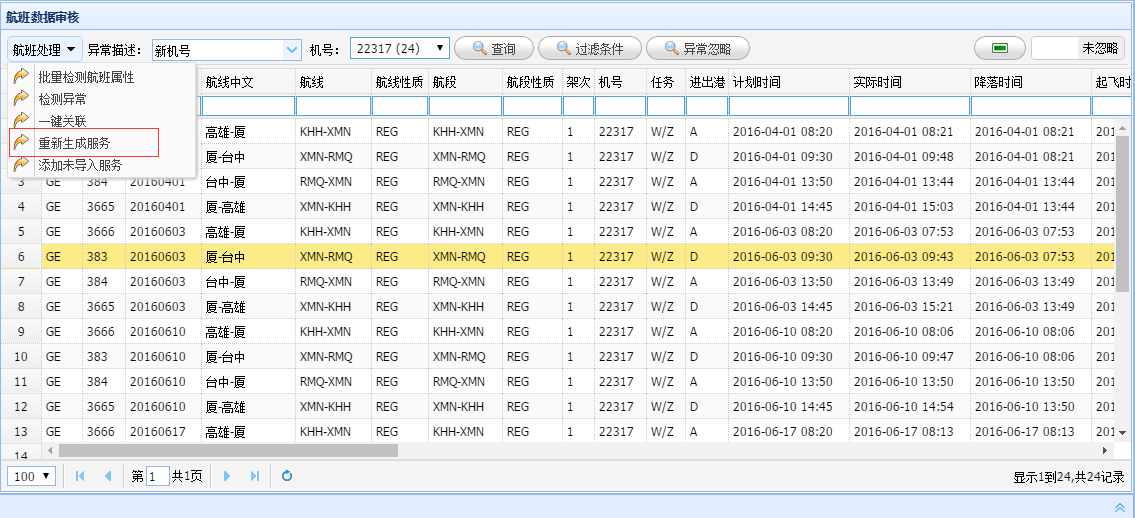 航班数据审核
航班处理 异常描述： 新机号 机号： 22317 (24) 查询 过滤条件 异常忽略 未忽略
批量检测航班属性
检测异常
一键关联
重新生成服务
添加未导入服务
航线中文 航线 航线性质 航段 航段性质 架次 机号 任务 进出港 计划时间 实际时间 降落时间 起飞时
高雄-厦 KHH-XMN REG KHH-XMN REG 1 22317 W/Z A 2016-04-01 08:20 2016-04-01 08:21 2016-04-01 08:21 201
厦-台中 XMN-RMQ REG XMN-RMQ REG 1 22317 W/Z D 2016-04-01 09:30 2016-04-01 09:48 2016-04-01 08:21 201
3 GE 384 20160401 台中-厦 RMQ-XMN REG RMQ-XMN REG 1 22317 W/Z A 2016-04-01 13:50 2016-04-01 13:44 2016-04-01 13:44 201
4 GE 3665 20160401 厦-高雄 XMN-KHH REG XMN-KHH REG 1 22317 W/Z D 2016-04-01 14:45 2016-04-01 15:03 2016-04-01 13:44 201
5 GE 3666 20160603 高雄-厦 KHH-XMN REG KHH-XMN REG 1 22317 W/Z A 2016-06-03 08:20 2016-06-03 07:53 2016-06-03 07:53 201
6 GE 383 20160603 厦-台中 XMN-RMQ REG XMN-RMQ REG 1 22317 W/Z D 2016-06-03 09:30 2016-06-03 09:43 2016-06-03 07:53 201
7 GE 384 20160603 台中-厦 RMQ-XMN REG RMQ-XMN REG 1 22317 W/Z A 2016-06-03 13:50 2016-06-03 13:49 2016-06-03 13:49 201
8 GE 3665 20160603 厦-高雄 XMN-KHH REG XMN-KHH REG 1 22317 W/Z D 2016-06-03 14:45 2016-06-03 15:21 2016-06-03 13:49 201
9 GE 3666 20160610 高雄-厦 KHH-XMN REG KHH-XMN REG 1 22317 W/Z A 2016-06-10 08:20 2016-06-10 08:06 2016-06-10 08:06 201
10 GE 383 20160610 厦-台中 XMN-RMQ REG XMN-RMQ REG 1 22317 W/Z D 2016-06-10 09:30 2016-06-10 09:47 2016-06-10 08:06 201
11 GE 384 20160610 台中-厦 RMQ-XMN REG RMQ-XMN REG 1 22317 W/Z A 2016-06-10 13:50 2016-06-10 13:50 2016-06-10 13:50 201
12 GE 3665 20160610 厦-高雄 XMN-KHH REG XMN-KHH REG 1 22317 W/Z D 2016-06-10 14:45 2016-06-10 14:54 2016-06-10 13:50 201
13 GE 3666 20160617 高雄-厦 KHH-XMN REG KHH-XMN REG 1 22317 W/Z A 2016-06-17 08:20 2016-06-17 08:13 2016-06-17 08:13 201
14
100 第 1 共1页 显示1到24,共24记录